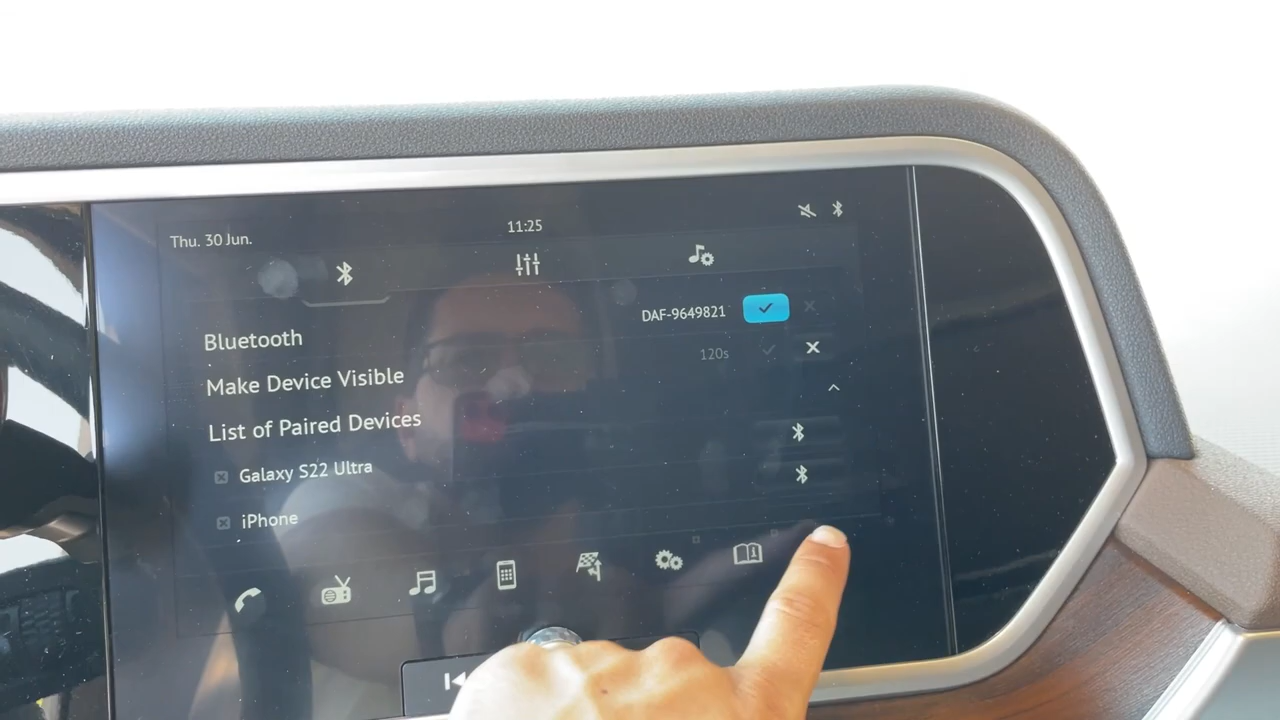 Thu. 30 Jun.
11:25
Bluetooth
DAF-9649821
Make Device Visible
120s
List of Paired Devices
Galaxy S22 Ultra
iPhone